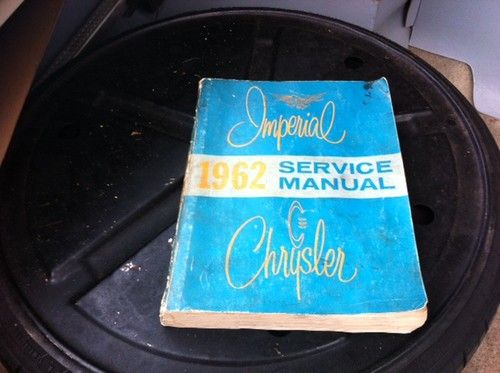 Imperial
1962 SERVICE
MANUAL
Chrysler